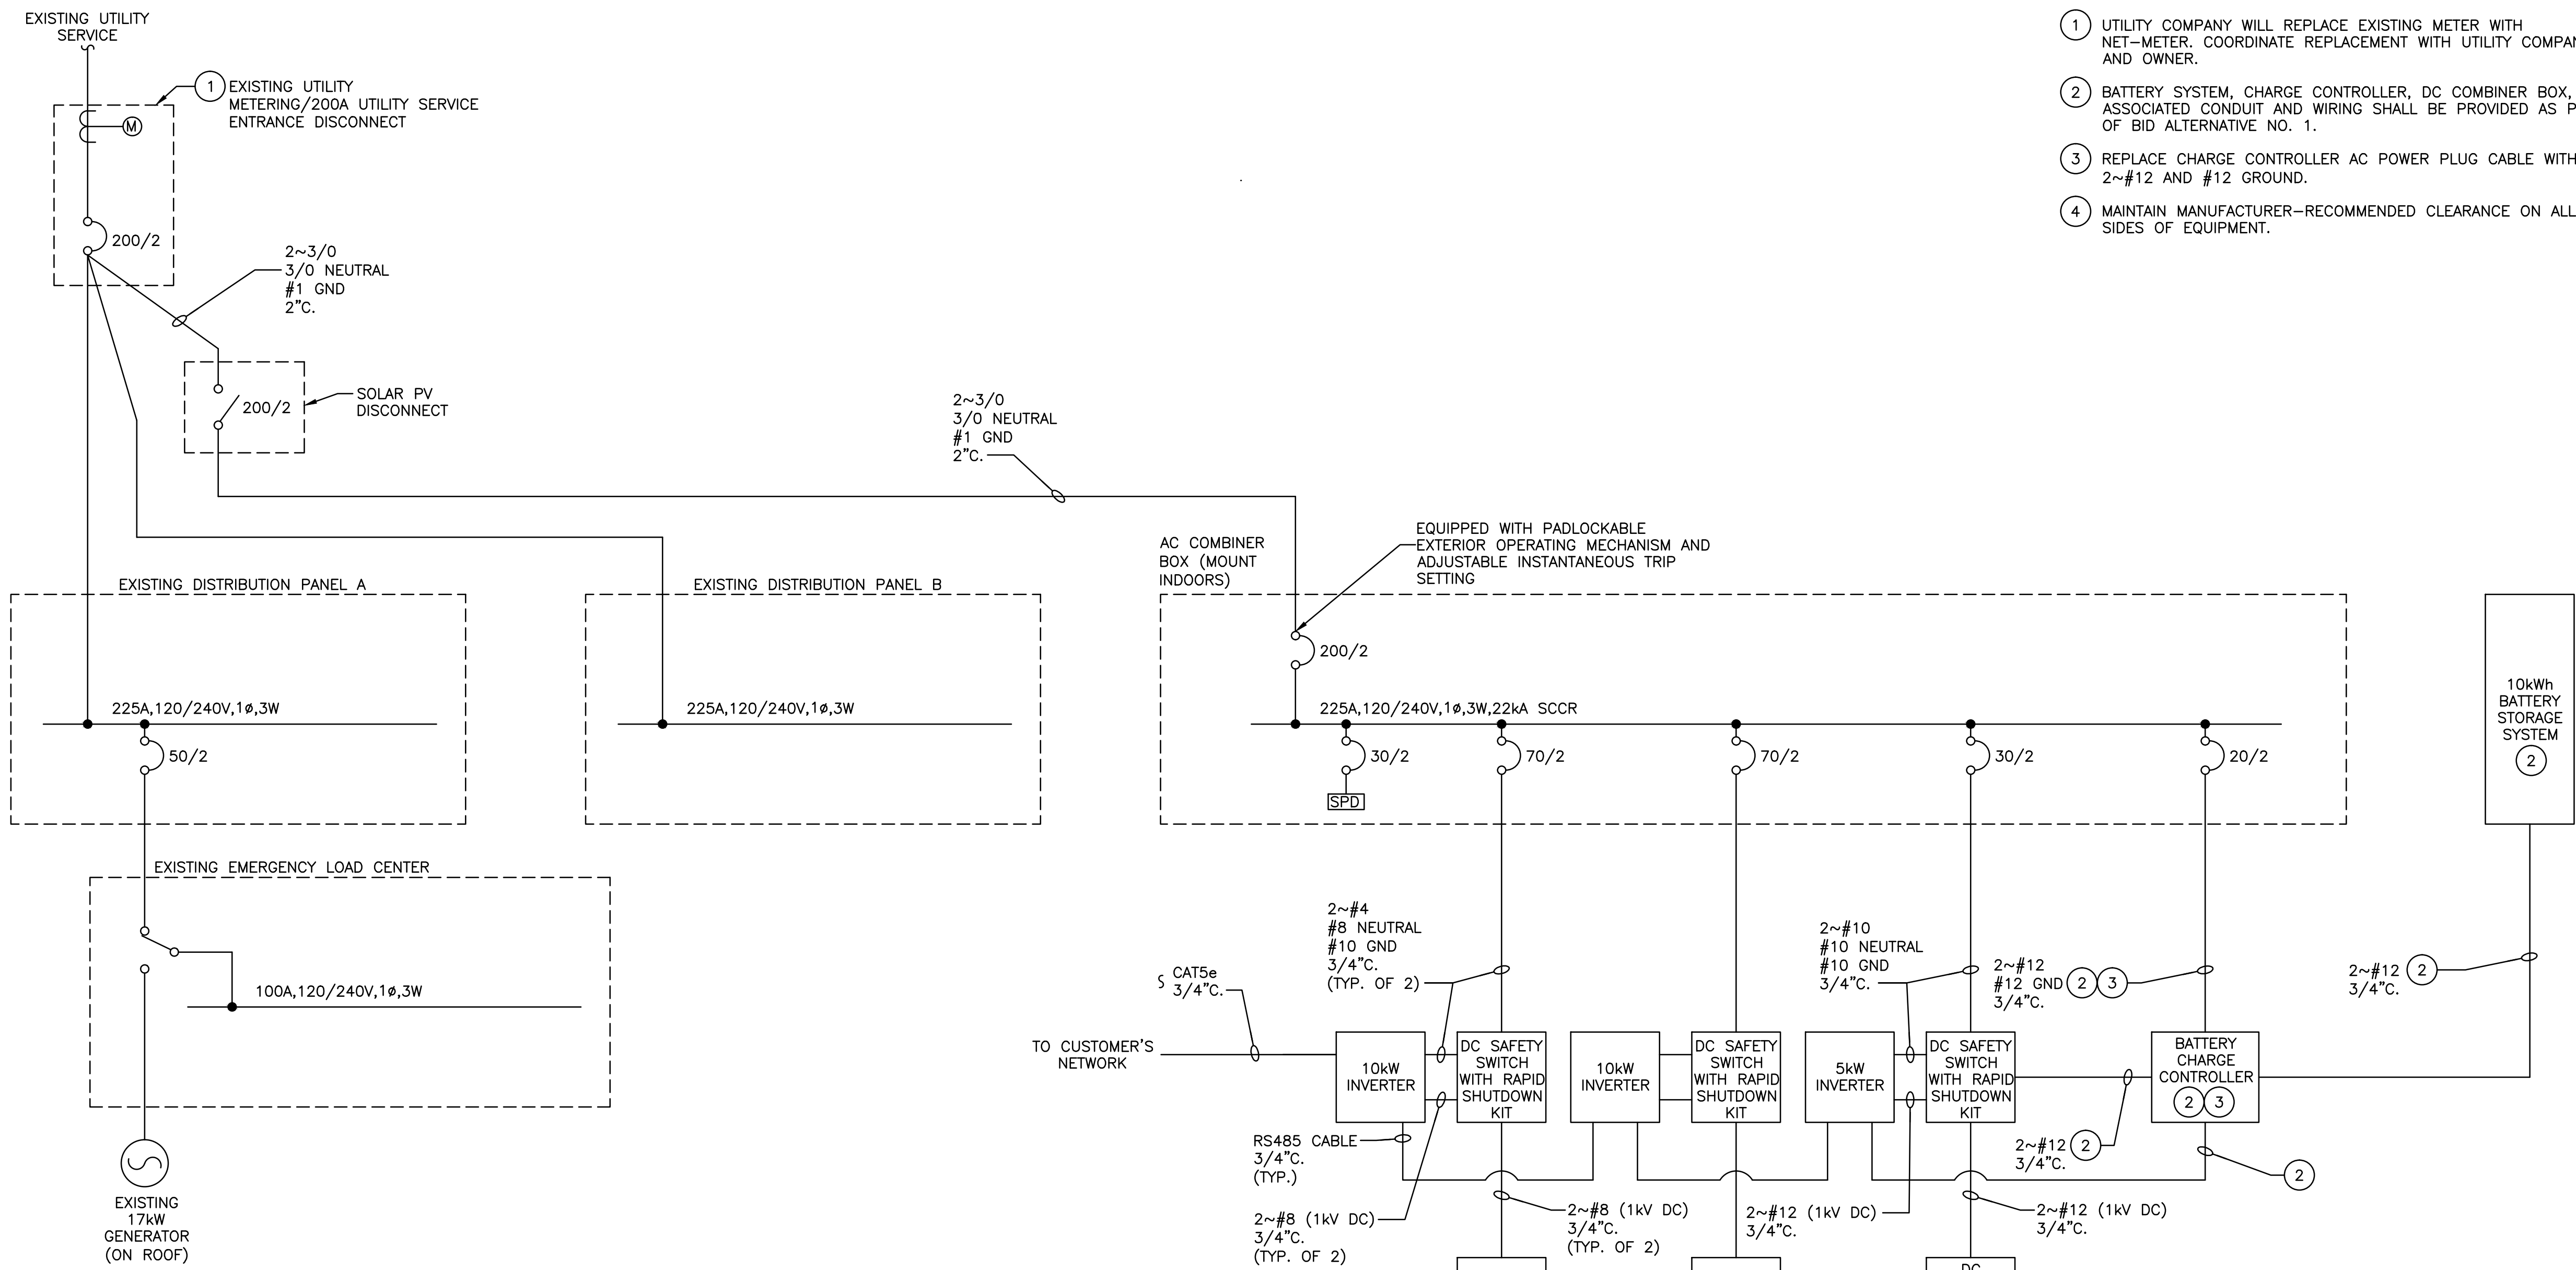 EXISTING UTILITY
SERVICE
1
EXISTING UTILITY
METERING/200A UTILITY SERVICE
ENTRANCE DISCONNECT
M
200/2
2~3/0
3/0 NEUTRAL
#1 GND
2"C.
200/2
SOLAR PV
DISCONNECT
2~3/0
3/0 NEUTRAL
#1 GND
2"C.
1
UTILITY COMPANY WILL REPLACE EXISTING METER WITH
NET-METER. COORDINATE REPLACEMENT WITH UTILITY
AND OWNER.
2
BATTERY SYSTEM, CHARGE CONTROLLER, DC COMBINER BOX,
ASSOCIATED CONDUIT AND WIRING SHALL BE PROVIDED AS
OF BID ALTERNATIVE NO. 1.
3
REPLACE CHARGE CONTROLLER AC POWER PLUG CABLE WITH
2~#12 AND #12 GROUND.
4
MAINTAIN MANUFACTURER-RECOMMENDED CLEARANCE ON ALL
SIDES OF EQUIPMENT.
EXISTING DISTRIBUTION PANEL A
225A,120/240V,1ø,3W
50/2
EXISTING DISTRIBUTION PANEL B
225A,120/240V,1ø,3W
AC COMBINER
BOX (MOUNT
INDOORS)
EQUIPPED WITH PADLOCKABLE
EXTERIOR OPERATING MECHANISM AND
ADJUSTABLE INSTANTANEOUS TRIP
SETTING
200/2
225A,120/240V,1ø,3W,22kA SCCR
30/2
SPD
70/2
70/2
30/2
20/2
10kWh
BATTERY
STORAGE
SYSTEM
2
EXISTING EMERGENCY LOAD CENTER
100A,120/240V,1ø,3W
EXISTING
17kW
GENERATOR
(ON ROOF)
2~#4
#8 NEUTRAL
#10 GND
3/4"C.
(TYP. OF 2)
CAT5e
3/4"C.
2~#10
#10 NEUTRAL
#10 GND
3/4"C.
2~#12
#12 GND
3/4"C.
2
3
2~#12
3/4"C.
2
TO CUSTOMER'S
NETWORK
10kW
INVERTER
DC SAFETY
SWITCH
WITH RAPID
SHUTDOWN
KIT
10kW
INVERTER
DC SAFETY
SWITCH
WITH RAPID
SHUTDOWN
KIT
5kW
INVERTER
DC SAFETY
SWITCH
WITH RAPID
SHUTDOWN
KIT
BATTERY
CHARGE
CONTROLLER
2
3
RS485 CABLE
3/4"C.
(TYP.)
2~#12
3/4"C.
2
2
2~#8 (1kV DC)
3/4"C.
(TYP. OF 2)
2~#8 (1kV DC)
3/4"C.
(TYP. OF 2)
2~#12 (1kV DC)
3/4"C.
2~#12 (1kV DC)
3/4"C.
DC